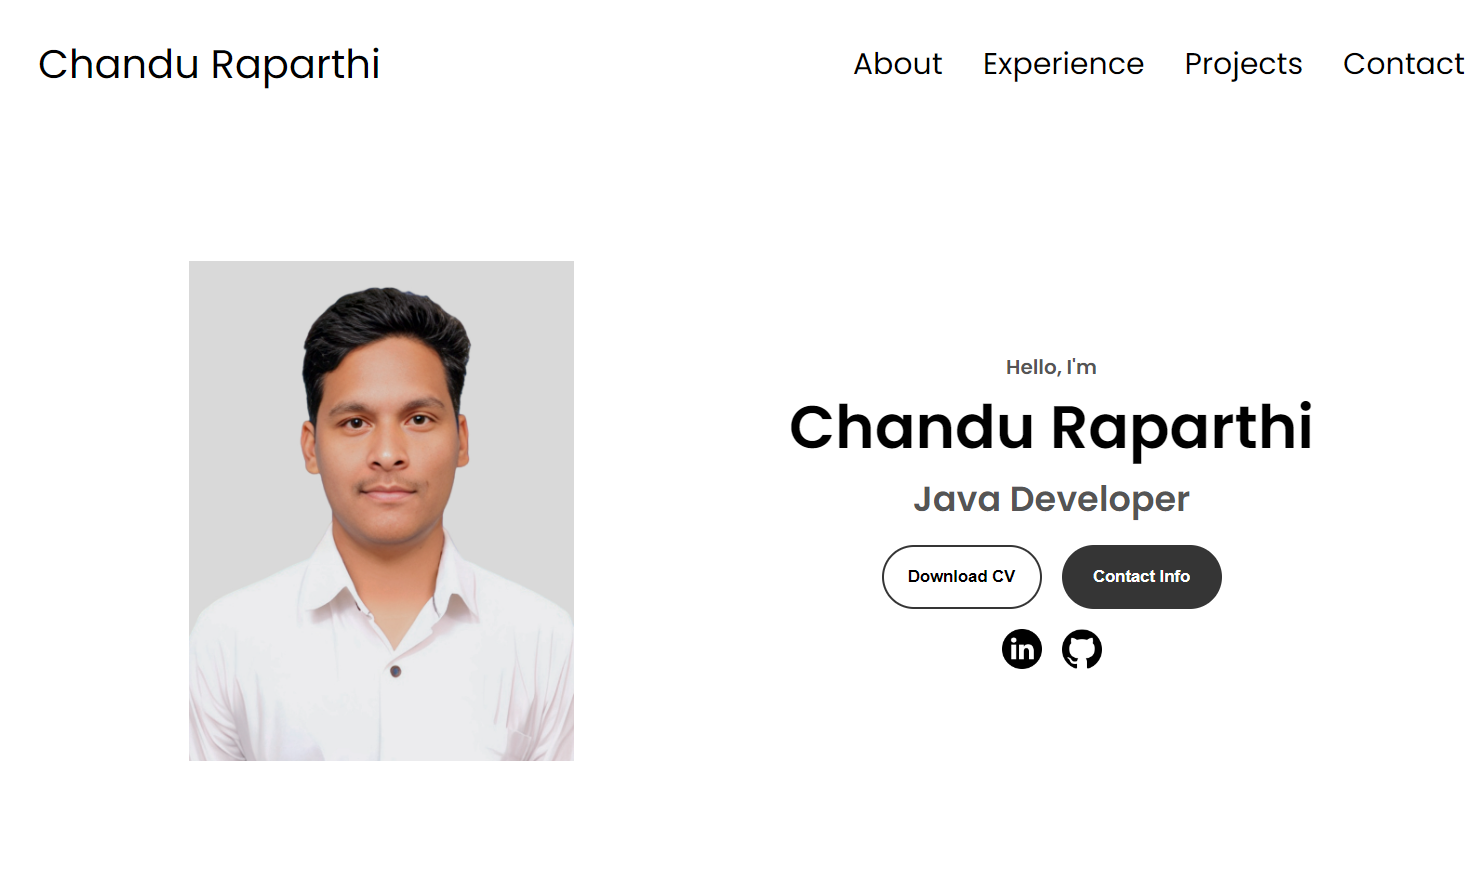 Chandu Raparthi
About Experience Projects Contact
Hello, I'm
Chandu Raparthi
Java Developer
Download CV Contact Info
in